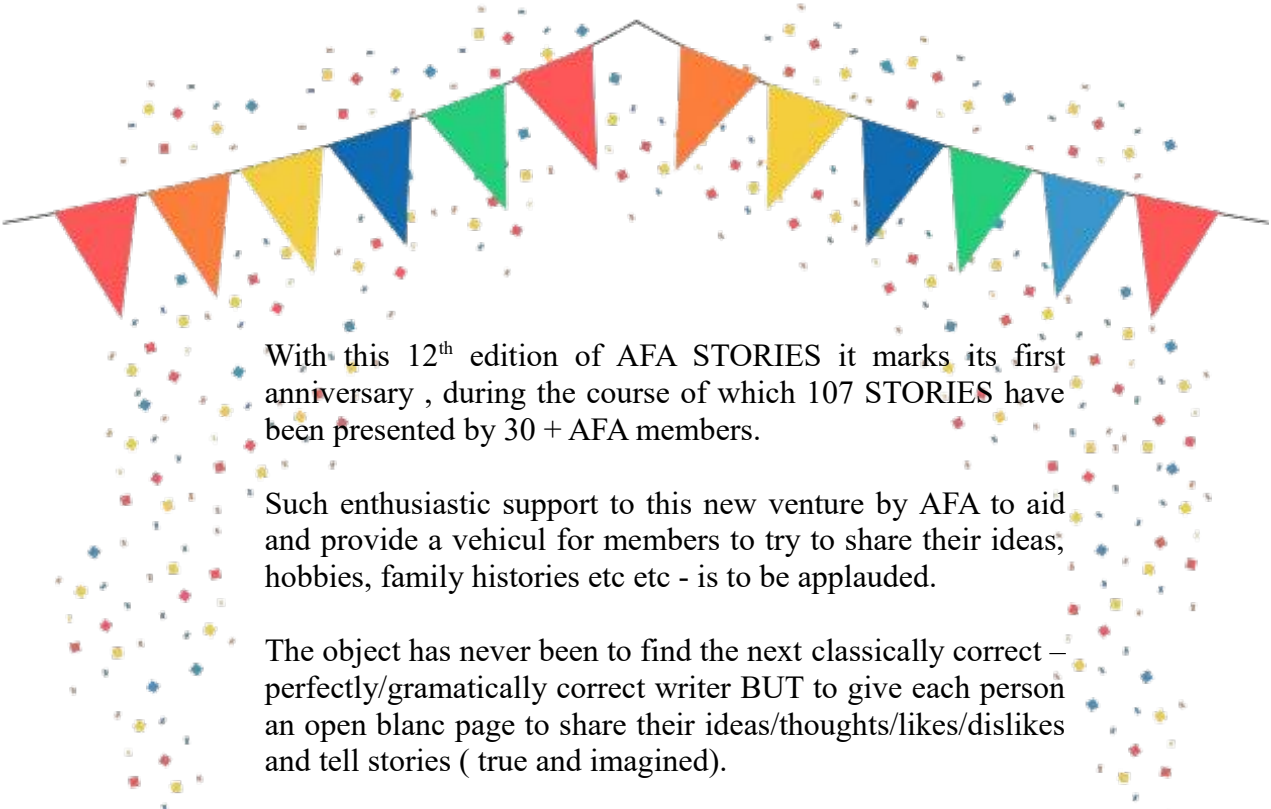 With this 12th edition of AFA STORIES it marks its first
anniversary , during the course of which 107 STORIES have
been presented by 30 + AFA members.
Such enthusiastic support to this new venture by AFA to aid
and provide a vehicul for members to try to share their ideas,
hobbies, family histories etc etc - is to be applauded.
The object has never been to find the next classically correct –
perfectly/gramatically correct writer BUT to give each person
an open blanc page to share their ideas/thoughts/likes/dislikes
and tell stories ( true and imagined).